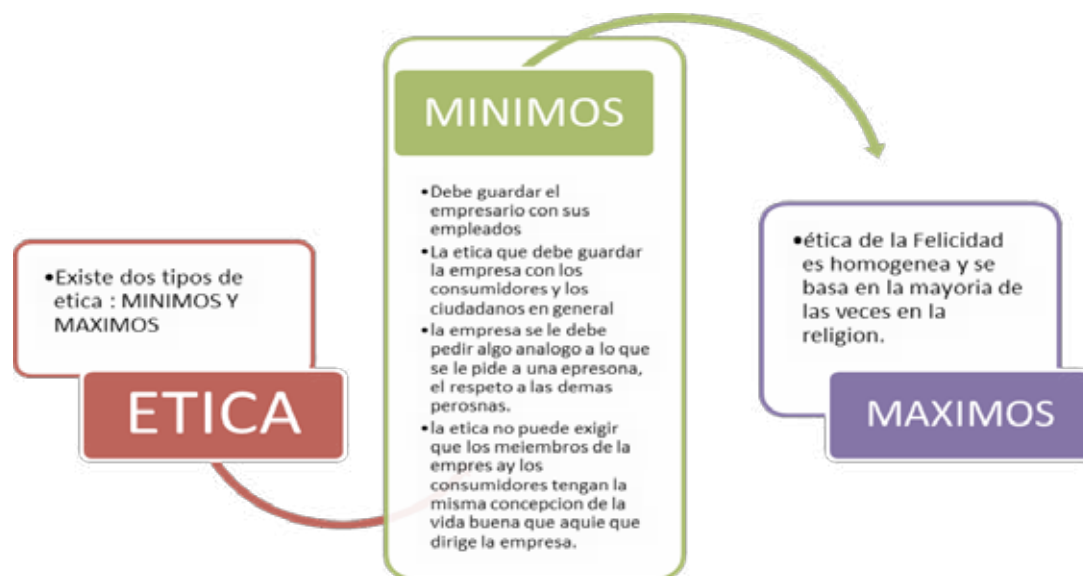 •Existe dos tipos de
etica : MINIMOS Y
MAXIMOS
ETICA
MINIMOS
•Debe guardar el
empresario con sus
empleados
•La etica que debe guardar
la empresa con los
consumidores y los
ciudadanos en general
•la empresa se le debe
pedir algo analogo a lo que
se le pide a una epresona,
el respeto a las demas
perosnas.
•la etica no puede exigir
que los meiembros de la
empres ay los
consumidores tengan la
misma concepcion de la
vida buena que aquie que
dirige la empresa.
•ética de la Felicidad
es homogenea y se
basa en la mayoria de
las veces en la
religion.
MAXIMOS